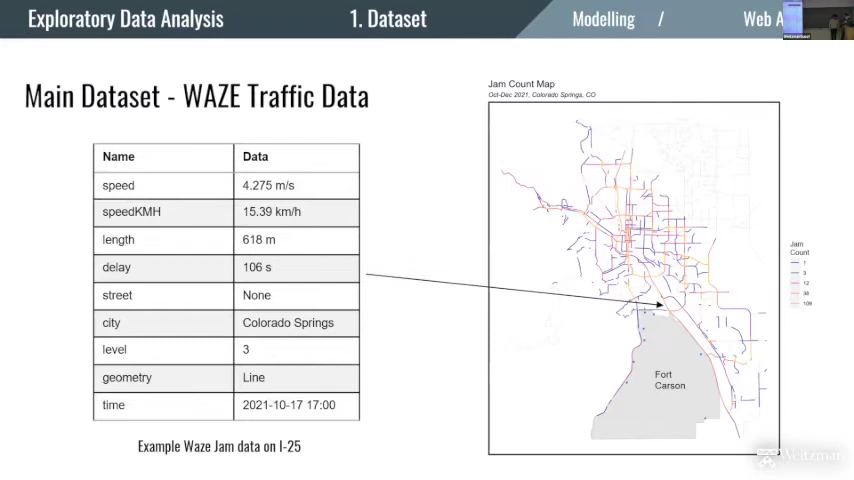 Exploratory Data Analysis
1. Dataset
Modelling /
Web A
Main Dataset - WAZE Traffic Data
Name Data
speed 4.275 m/s
speedKMH 15.39 km/h
length 618 m
delay 106 s
street None
city Colorado Springs
level 3
geometry Line
time 2021-10-17 17:00
Example Waze Jam data on I-25
Jam Count Map
Oct-Dec 2021, Colorado Springs, CO
Fort
Carson
Jam
Count
1
3
12
Weitzman